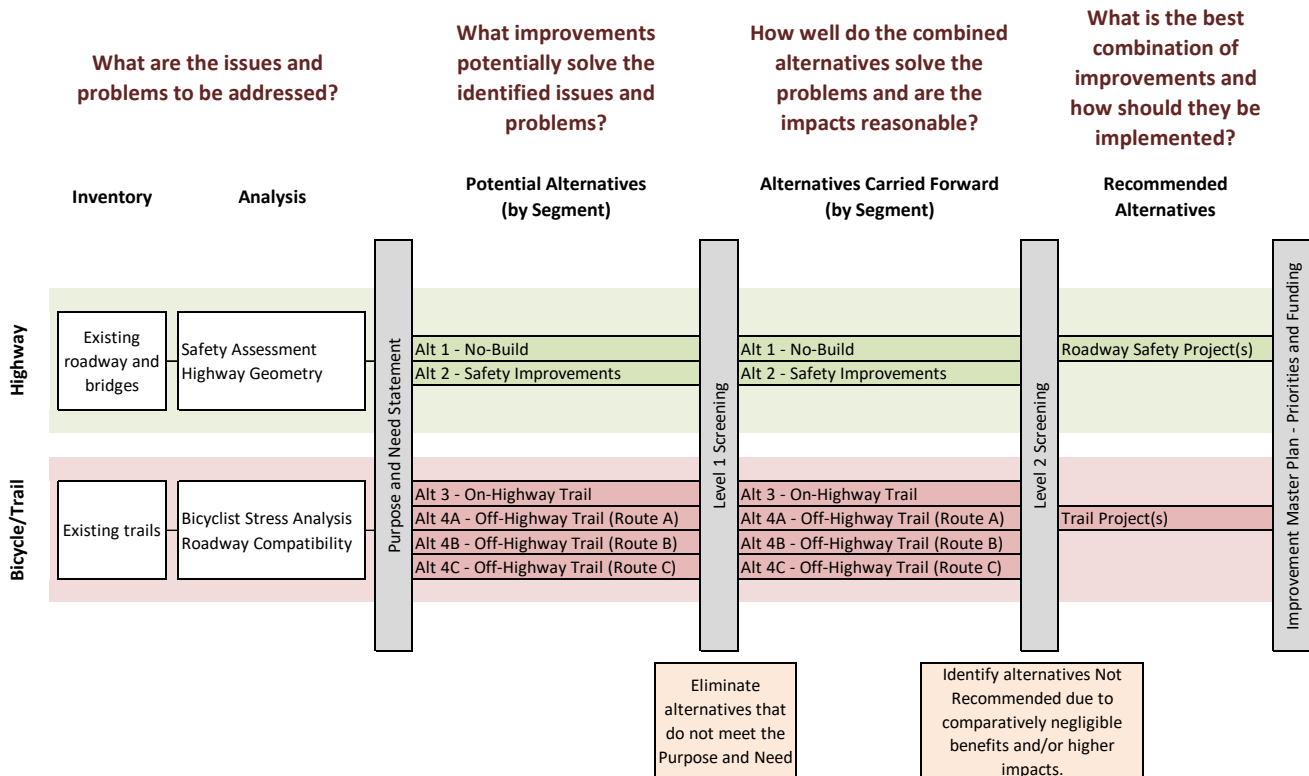 What are the issues and
problems to be addressed?
What improvements
potentially solve the
identified issues and
problems?
How well do the combined
alternatives solve the
problems and are the
impacts reasonable?
What is the best
combination of
improvements and
how should they be
implemented?
Inventory
Analysis
Potential Alternatives
(by Segment)
Alternatives Carried Forward
(by Segment)
Recommended
Alternatives
Highway
Existing
roadway and
bridges
Safety Assessment
Highway Geometry
Purpose and Need Statement
Alt 1 - No-Build
Alt 2 - Safety Improvements
Level 1 Screening
Alt 1 - No-Build
Alt 2 - Safety Improvements
Level 2 Screening
Roadway Safety Project(s)
Improvement Master Plan - Priorities and Funding
Bicycle/Trail
Existing trails
Bicyclist Stress Analysis
Roadway Compatibility
Alt 3 - On-Highway Trail
Alt 4A - Off-Highway Trail (Route A)
Alt 4B - Off-Highway Trail (Route B)
Alt 4C - Off-Highway Trail (Route C)
Alt 3 - On-Highway Trail
Alt 4A - Off-Highway Trail (Route A)
Alt 4B - Off-Highway Trail (Route B)
Alt 4C - Off-Highway Trail (Route C)
Trail Project(s)
Eliminate
alternatives that
do not meet the
Purpose and Need
Identify alternatives Not
Recommended due to
comparatively negligible
benefits and/or higher
impacts.